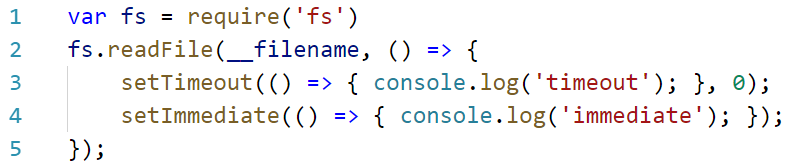 1 var fs = require('fs')
2 fs.readFile(__filename, () => {
3     setTimeout(() => { console.log('timeout'); }, 0);
4     setImmediate(() => { console.log('immediate'); });
5 });